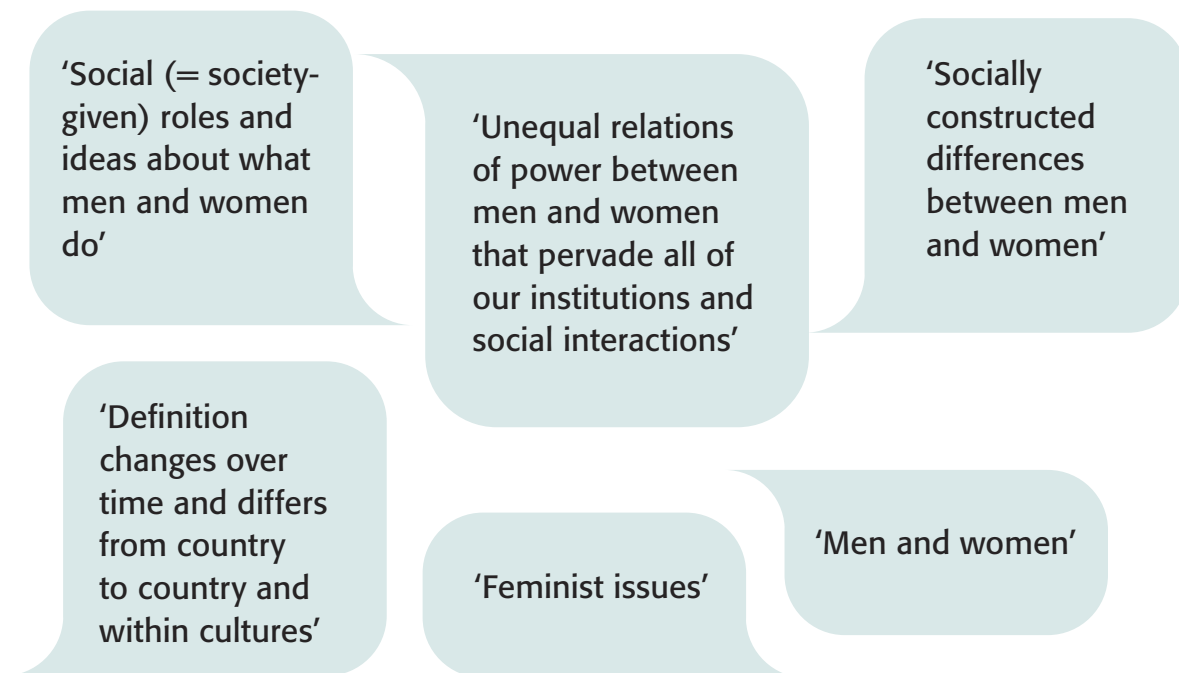 ‘Social (= society-
given) roles and
ideas about what
men and women
do’
‘Unequal relations
of power between
men and women
that pervade all of
our institutions and
social interactions’
‘Socially
constructed
differences
between men
and women’
‘Definition
changes over
time and differs
from country
to country and
within cultures’
‘Feminist issues’
‘Men and women’